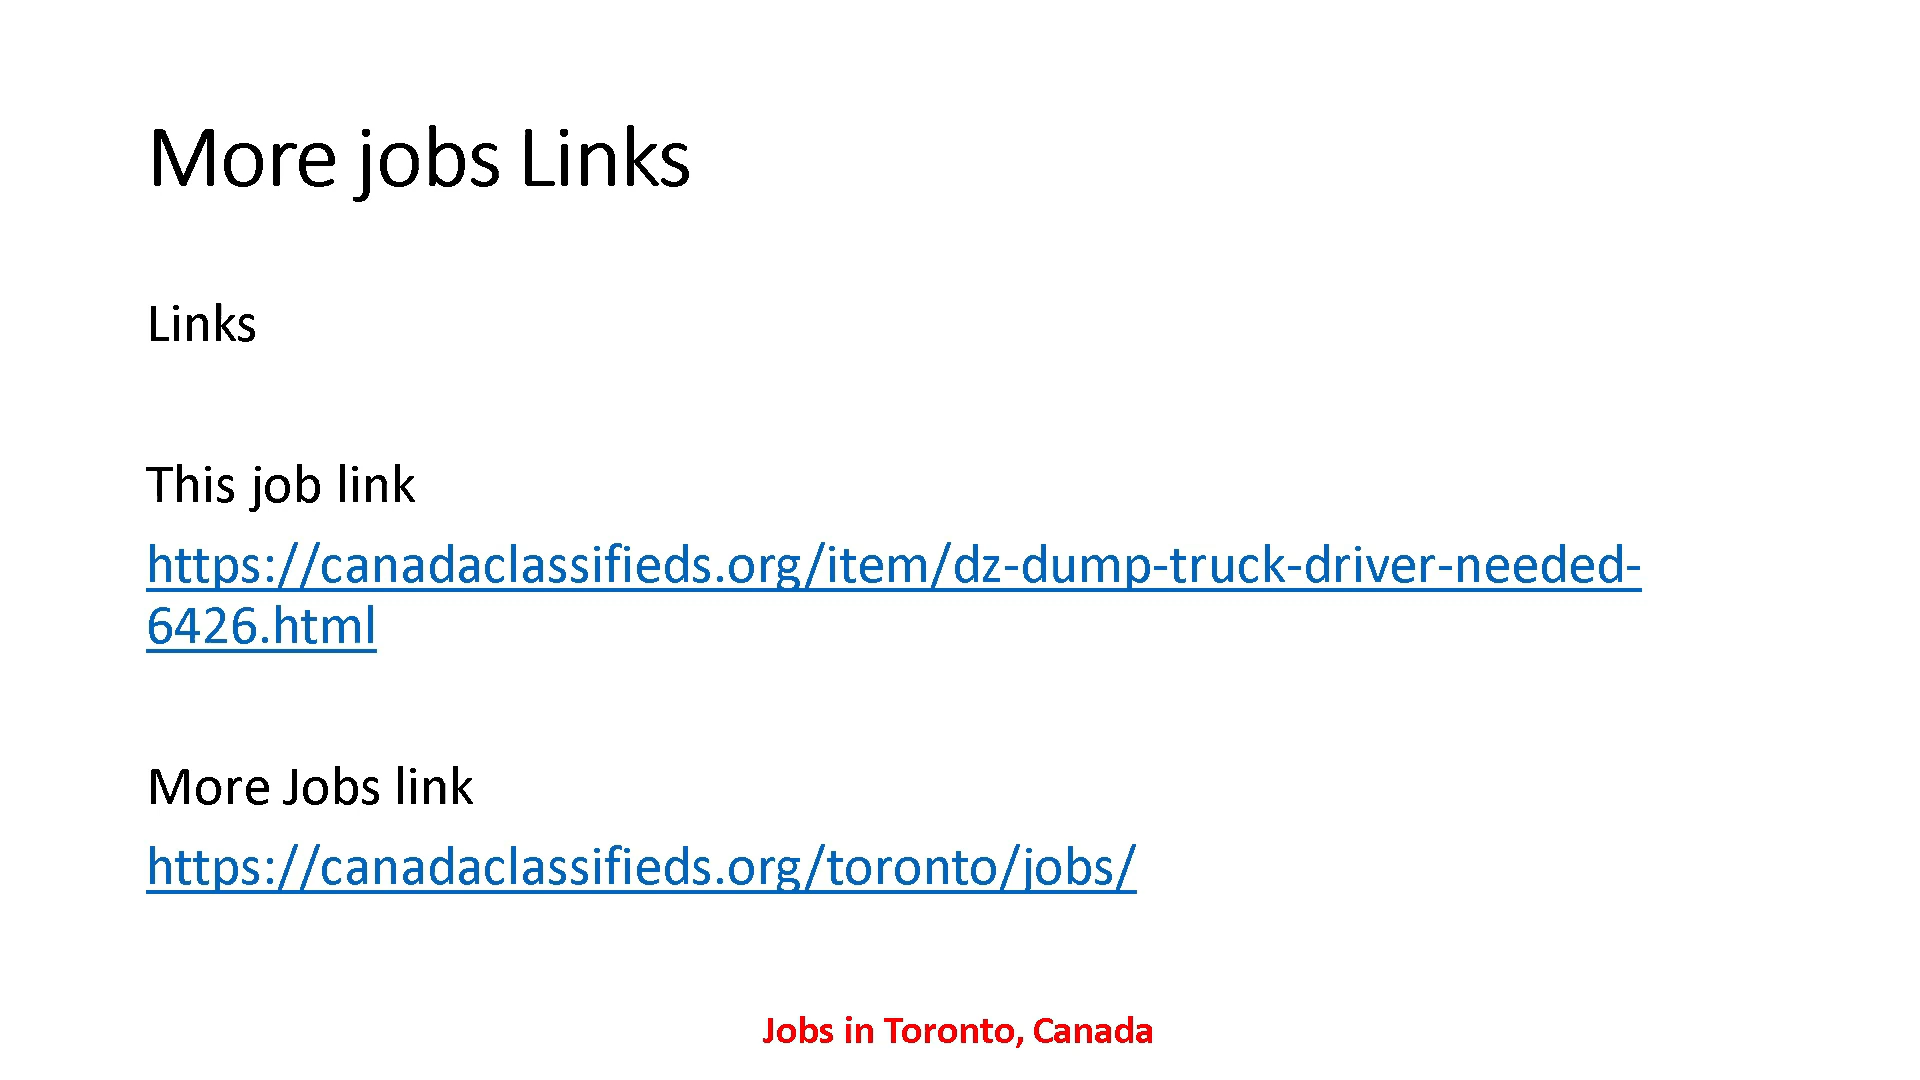 More jobs Links
Links
This job link
https://canadaclassifieds.org/item/dz-dump-truck-driver-needed-
6426.html
More Jobs link
https://canadaclassifieds.org/toronto/jobs/
Jobs in Toronto, Canada